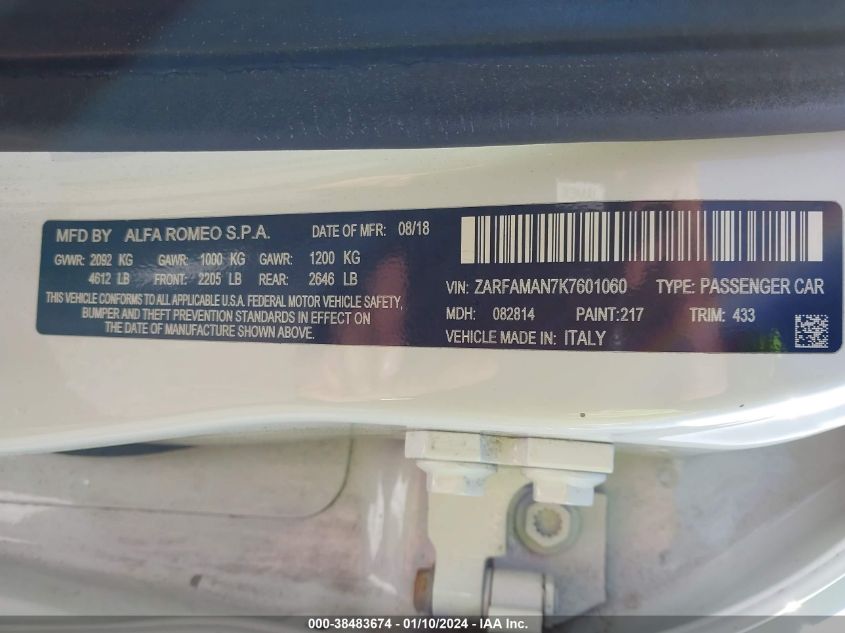 MFD BY ALFA ROMEO S.P.A. DATE OF MFR: 08/18
GVWR: 2092 KG GAWR: 1000 KG GAWR: 1200 KG
4612 LB FRONT: 2205 LB REAR: 2646 LB
THIS VEHICLE CONFORMS TO ALL APPLICABLE U.S.A. FEDERAL MOTOR VEHICLE SAFETY,
BUMPER AND THEFT PREVENTION STANDARDS IN EFFECT ON
THE DATE OF MANUFACTURE SHOWN ABOVE.
VIN: ZARFAMAN7K7601060 TYPE: PASSENGER CAR
MDH: 082814 PAINT:217 TRIM: 433
VEHICLE MADE IN: ITALY
000-38483674 - 01/10/2024 - IAA Inc.